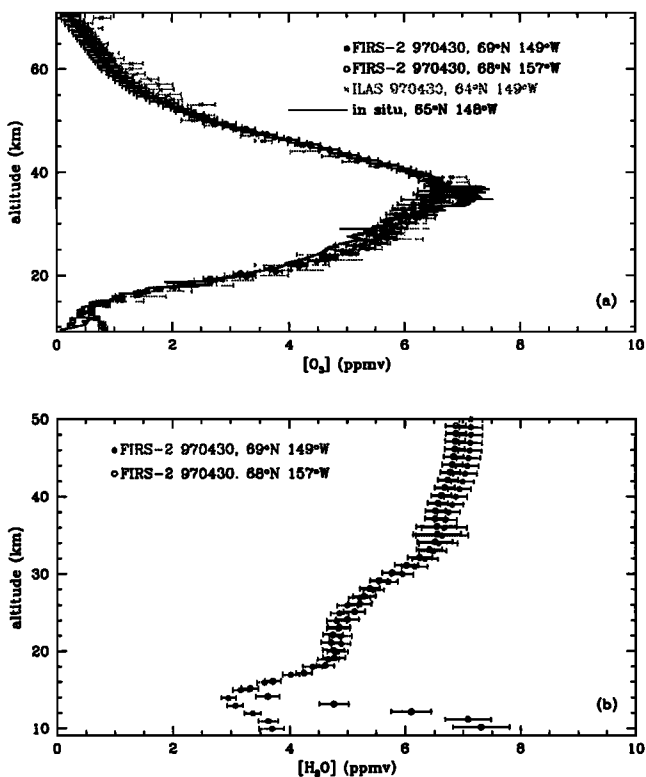 60
40
20
altitude (km)
● FIRS-2 970430, 69°N 149°W
○ FIRS-2 970430, 68°N 157°W
× ILAS 970430, 64°N 149°W
in situ, 65°N 148°W
(a)
0 2 4 6 8 10
[O₃] (ppmv)
50
40
30
20
10
altitude (km)
● FIRS-2 970430, 69°N 149°W
○ FIRS-2 970430. 68°N 157°W
(b)
0 2 4 6 8 10
[H₂O] (ppmv)